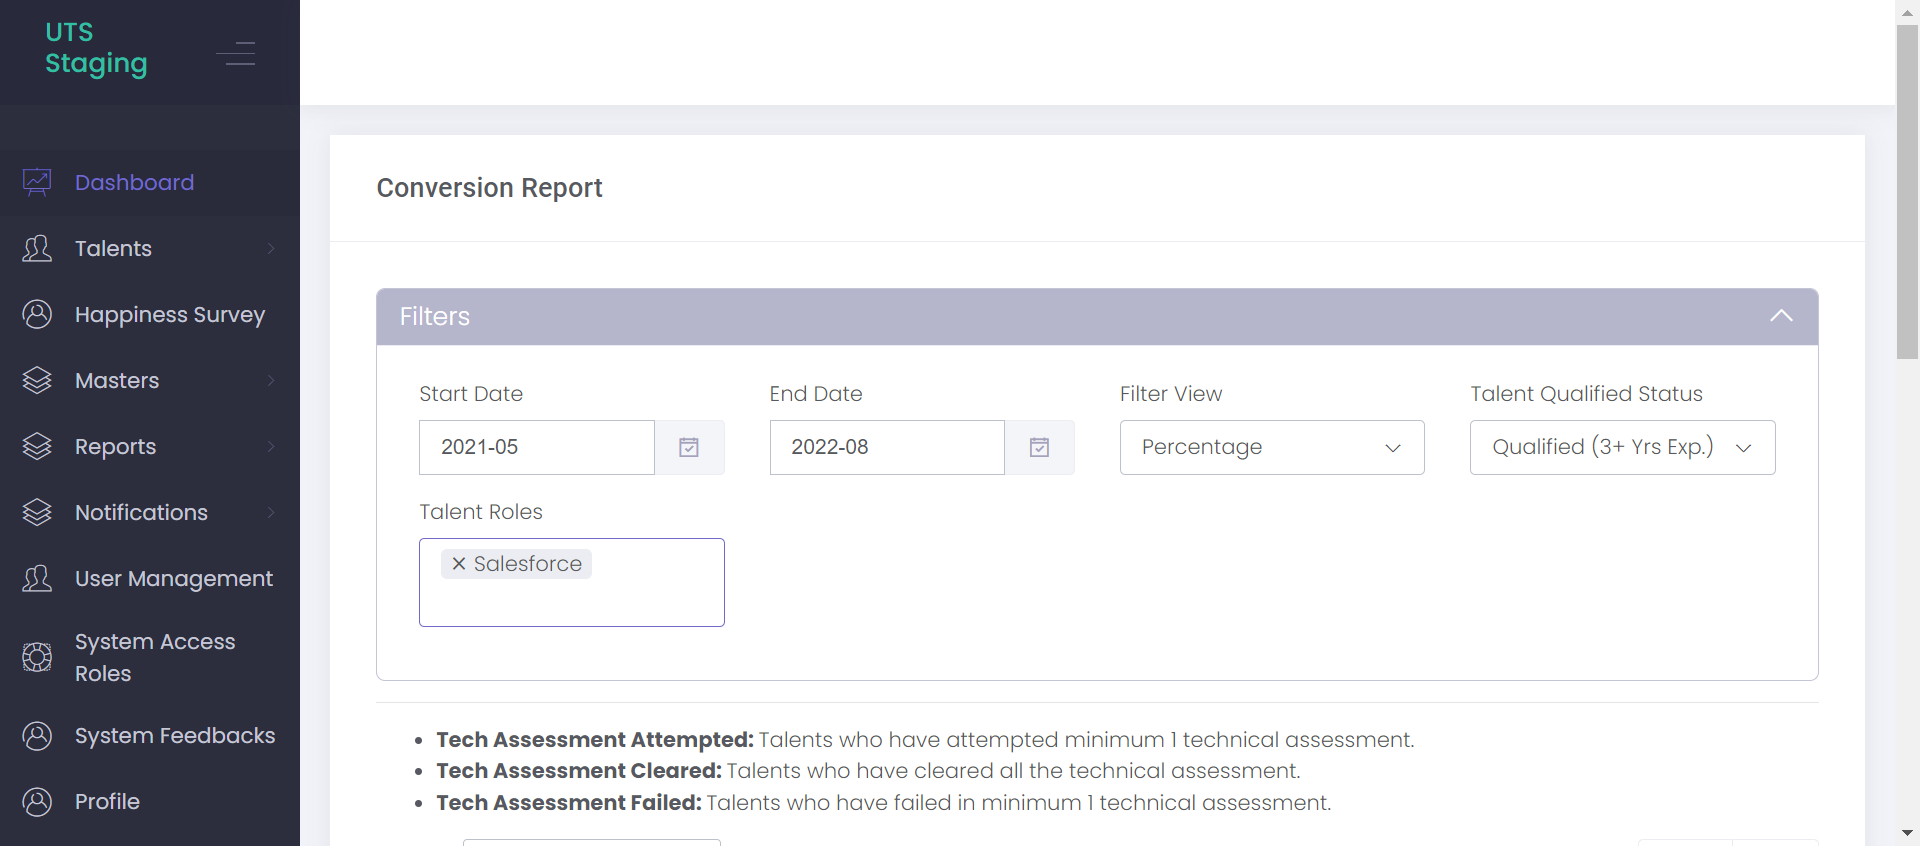 UTS
Staging
Dashboard
Talents
Happiness Survey
Masters
Reports
Notifications
User Management
System Access
Roles
System Feedbacks
Profile
Conversion Report
Filters
Start Date
End Date
Filter View
Talent Qualified Status
2021-05
2022-08
Percentage
Qualified (3+ Yrs Exp.)
Talent Roles
× Salesforce
• Tech Assessment Attempted: Talents who have attempted minimum 1 technical assessment.
• Tech Assessment Cleared: Talents who have cleared all the technical assessment.
• Tech Assessment Failed: Talents who have failed in minimum 1 technical assessment.